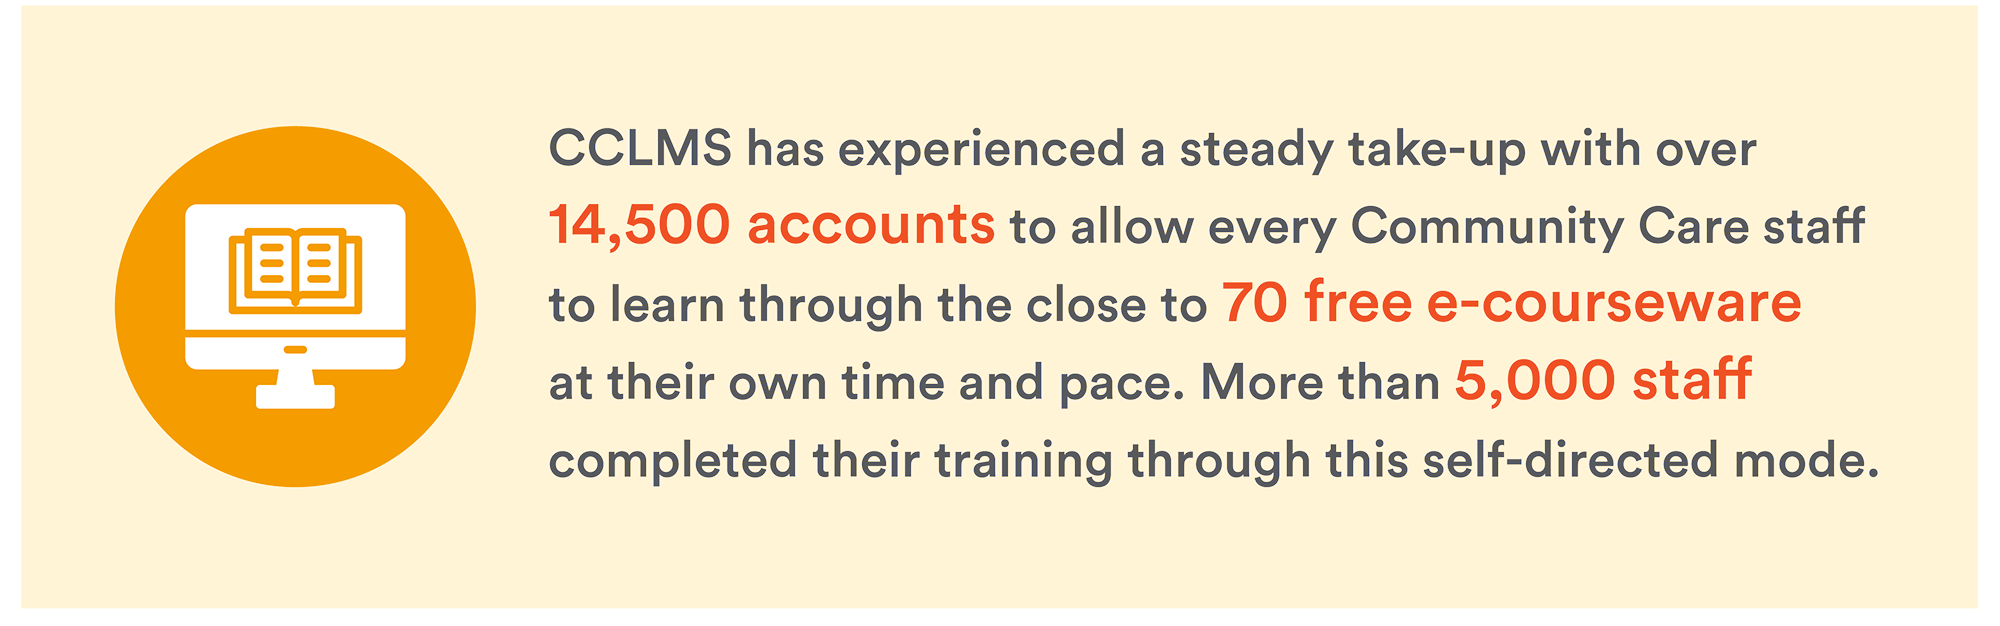 CCLMS has experienced a steady take-up with over
14,500 accounts to allow every Community Care staff
to learn through the close to 70 free e-courseware
at their own time and pace. More than 5,000 staff
completed their training through this self-directed mode.